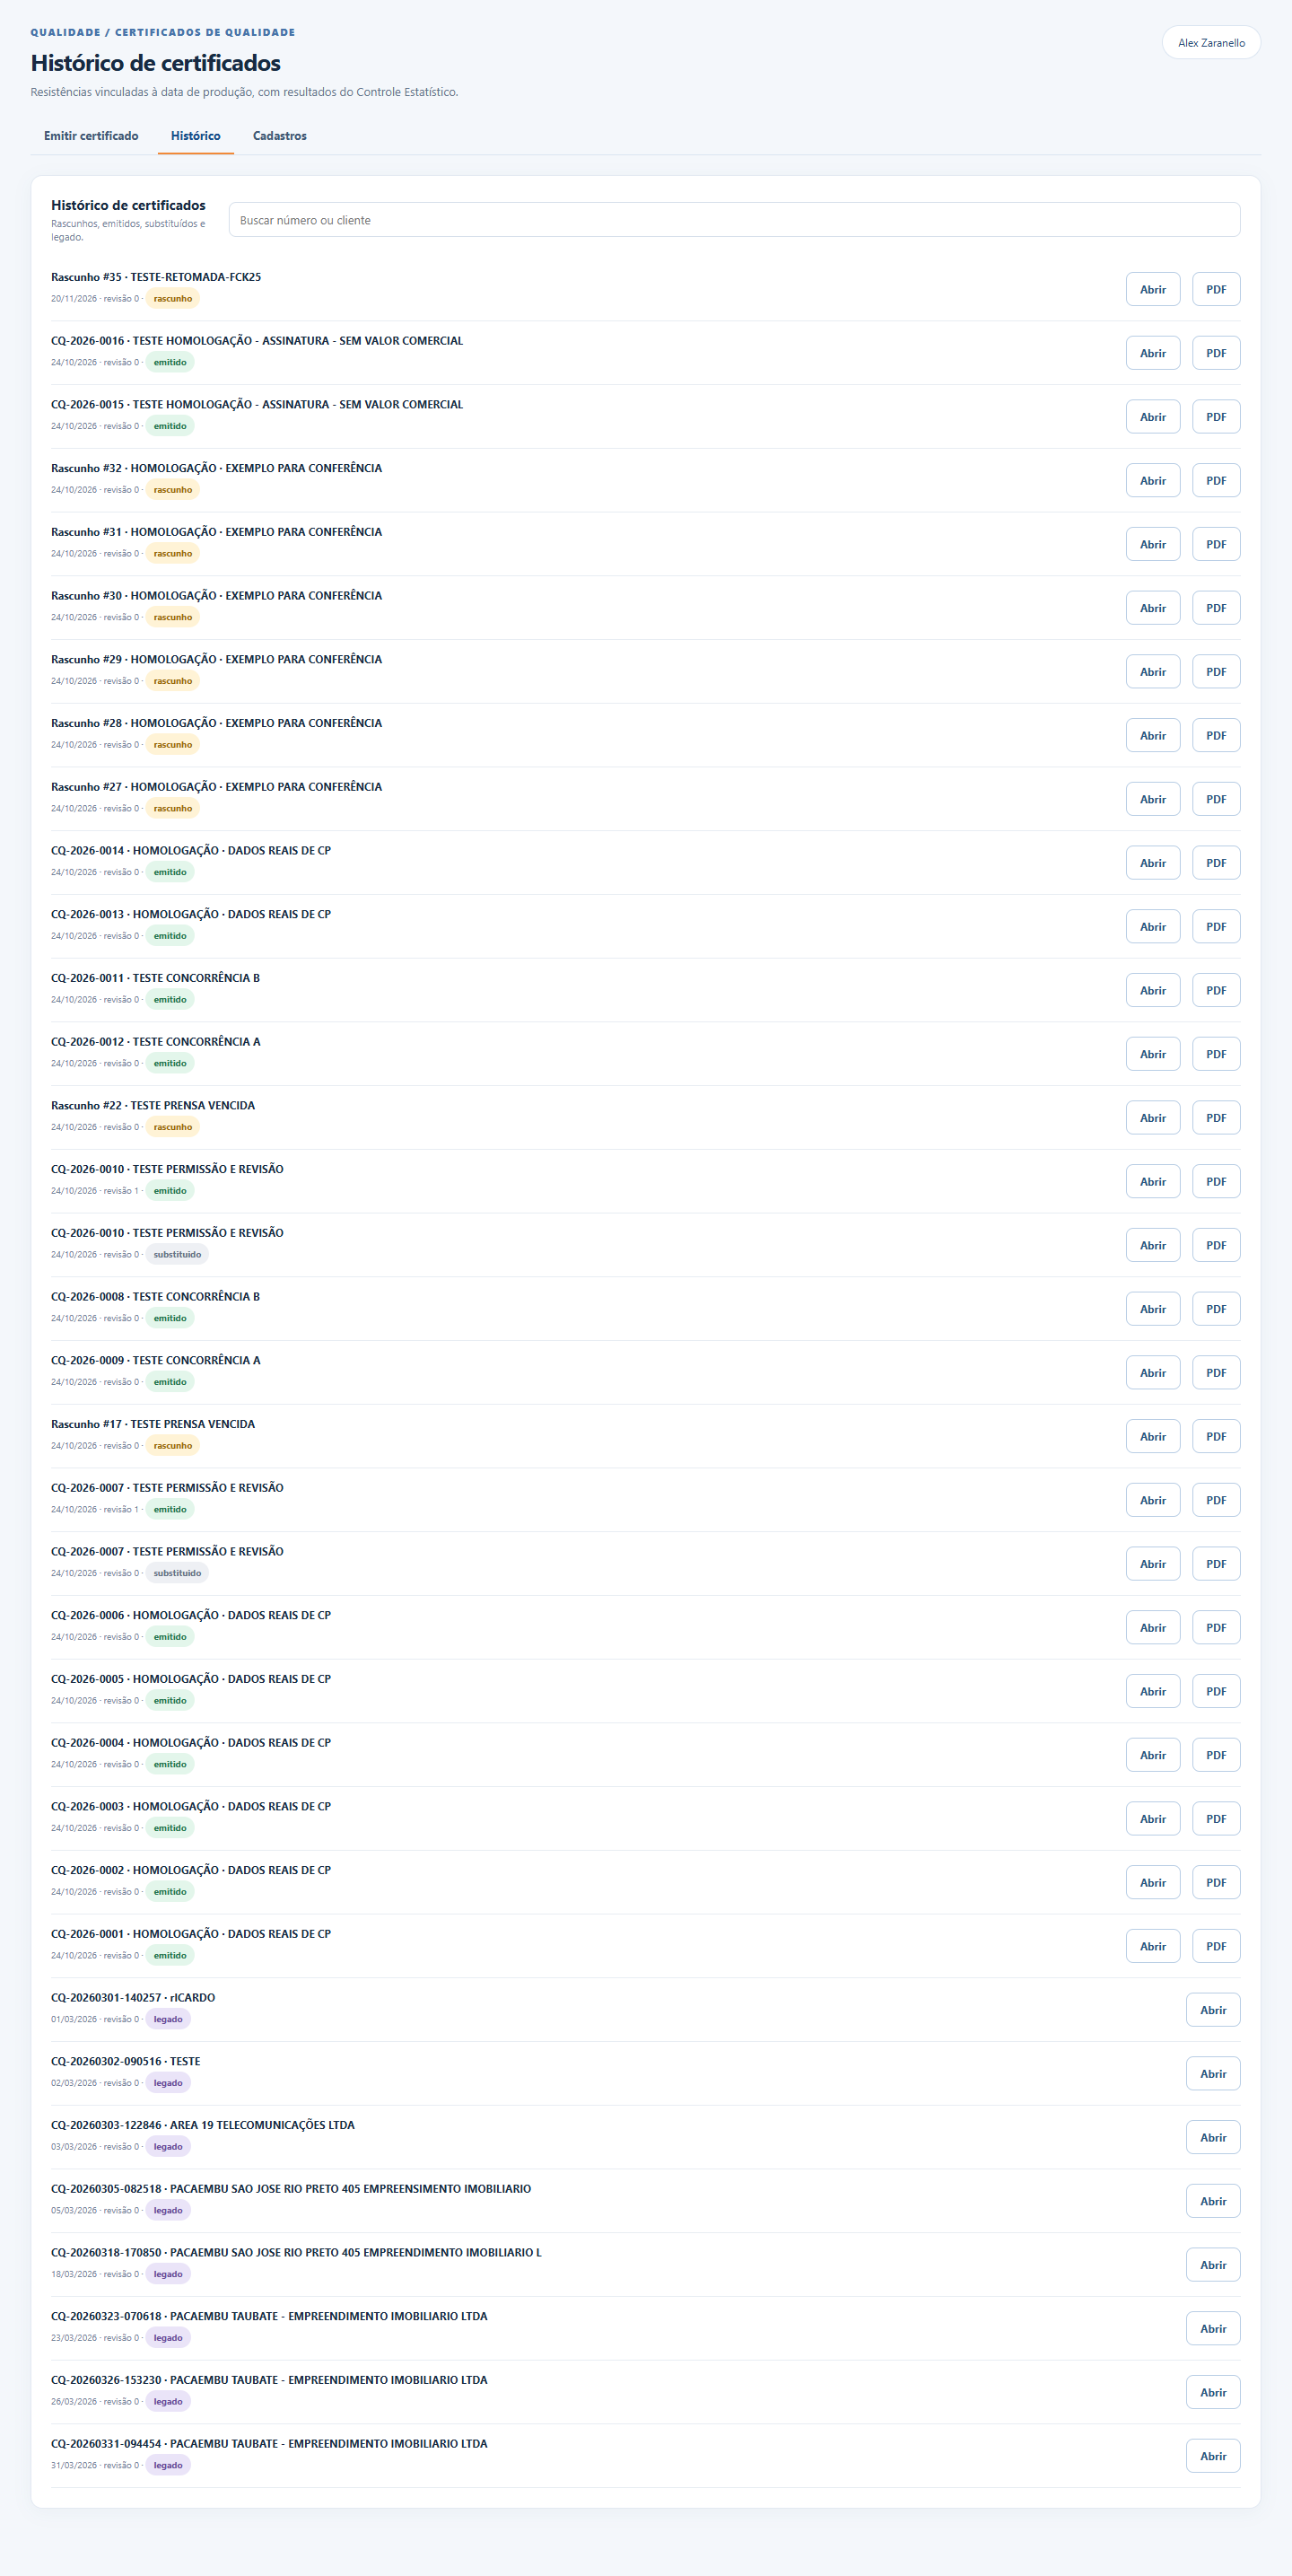 QUALIDADE / CERTIFICADOS DE QUALIDADE
Alex Zaranello
Histórico de certificados
Resistências vinculadas à data de produção, com resultados do Controle Estatístico.
Emitir certificado Histórico Cadastros
Histórico de certificados
Rascunhos, emitidos, substituídos e
legado.
Buscar número ou cliente
Rascunho #35 · TESTE-RETOMADA-FCK25
20/11/2026 · revisão 0 · rascunho
Abrir PDF
CQ-2026-0016 · TESTE HOMOLOGAÇÃO - ASSINATURA - SEM VALOR COMERCIAL
24/10/2026 · revisão 0 · emitido
Abrir PDF
CQ-2026-0015 · TESTE HOMOLOGAÇÃO - ASSINATURA - SEM VALOR COMERCIAL
24/10/2026 · revisão 0 · emitido
Abrir PDF
Rascunho #32 · HOMOLOGAÇÃO · EXEMPLO PARA CONFERÊNCIA
24/10/2026 · revisão 0 · rascunho
Abrir PDF
Rascunho #31 · HOMOLOGAÇÃO · EXEMPLO PARA CONFERÊNCIA
24/10/2026 · revisão 0 · rascunho
Abrir PDF
Rascunho #30 · HOMOLOGAÇÃO · EXEMPLO PARA CONFERÊNCIA
24/10/2026 · revisão 0 · rascunho
Abrir PDF
Rascunho #29 · HOMOLOGAÇÃO · EXEMPLO PARA CONFERÊNCIA
24/10/2026 · revisão 0 · rascunho
Abrir PDF
Rascunho #28 · HOMOLOGAÇÃO · EXEMPLO PARA CONFERÊNCIA
24/10/2026 · revisão 0 · rascunho
Abrir PDF
Rascunho #27 · HOMOLOGAÇÃO · EXEMPLO PARA CONFERÊNCIA
24/10/2026 · revisão 0 · rascunho
Abrir PDF
CQ-2026-0014 · HOMOLOGAÇÃO · DADOS REAIS DE CP
24/10/2026 · revisão 0 · emitido
Abrir PDF
CQ-2026-0013 · HOMOLOGAÇÃO · DADOS REAIS DE CP
24/10/2026 · revisão 0 · emitido
Abrir PDF
CQ-2026-0011 · TESTE CONCORRÊNCIA B
24/10/2026 · revisão 0 · emitido
Abrir PDF
CQ-2026-0012 · TESTE CONCORRÊNCIA A
24/10/2026 · revisão 0 · emitido
Abrir PDF
Rascunho #22 · TESTE PRENSA VENCIDA
24/10/2026 · revisão 0 · rascunho
Abrir PDF
CQ-2026-0010 · TESTE PERMISSÃO E REVISÃO
24/10/2026 · revisão 1 · emitido
Abrir PDF
CQ-2026-0010 · TESTE PERMISSÃO E REVISÃO
24/10/2026 · revisão 0 · substituido
Abrir PDF
CQ-2026-0008 · TESTE CONCORRÊNCIA B
24/10/2026 · revisão 0 · emitido
Abrir PDF
CQ-2026-0009 · TESTE CONCORRÊNCIA A
24/10/2026 · revisão 0 · emitido
Abrir PDF
Rascunho #17 · TESTE PRENSA VENCIDA
24/10/2026 · revisão 0 · rascunho
Abrir PDF
CQ-2026-0007 · TESTE PERMISSÃO E REVISÃO
24/10/2026 · revisão 1 · emitido
Abrir PDF
CQ-2026-0007 · TESTE PERMISSÃO E REVISÃO
24/10/2026 · revisão 0 · substituido
Abrir PDF
CQ-2026-0006 · HOMOLOGAÇÃO · DADOS REAIS DE CP
24/10/2026 · revisão 0 · emitido
Abrir PDF
CQ-2026-0005 · HOMOLOGAÇÃO · DADOS REAIS DE CP
24/10/2026 · revisão 0 · emitido
Abrir PDF
CQ-2026-0004 · HOMOLOGAÇÃO · DADOS REAIS DE CP
24/10/2026 · revisão 0 · emitido
Abrir PDF
CQ-2026-0003 · HOMOLOGAÇÃO · DADOS REAIS DE CP
24/10/2026 · revisão 0 · emitido
Abrir PDF
CQ-2026-0002 · HOMOLOGAÇÃO · DADOS REAIS DE CP
24/10/2026 · revisão 0 · emitido
Abrir PDF
CQ-2026-0001 · HOMOLOGAÇÃO · DADOS REAIS DE CP
24/10/2026 · revisão 0 · emitido
Abrir PDF
CQ-20260301-140257 · rICARDO
01/03/2026 · revisão 0 · legado
Abrir
CQ-20260302-090516 · TESTE
02/03/2026 · revisão 0 · legado
Abrir
CQ-20260303-122846 · AREA 19 TELECOMUNICAÇÕES LTDA
03/03/2026 · revisão 0 · legado
Abrir
CQ-20260305-082518 · PACAEMBU SAO JOSE RIO PRETO 405 EMPREENSIMENTO IMOBILIARIO
05/03/2026 · revisão 0 · legado
Abrir
CQ-20260318-170850 · PACAEMBU SAO JOSE RIO PRETO 405 EMPREENDIMENTO IMOBILIARIO L
18/03/2026 · revisão 0 · legado
Abrir
CQ-20260323-070618 · PACAEMBU TAUBATE - EMPREENDIMENTO IMOBILIARIO LTDA
23/03/2026 · revisão 0 · legado
Abrir
CQ-20260326-153230 · PACAEMBU TAUBATE - EMPREENDIMENTO IMOBILIARIO LTDA
26/03/2026 · revisão 0 · legado
Abrir
CQ-20260331-094454 · PACAEMBU TAUBATE - EMPREENDIMENTO IMOBILIARIO LTDA
31/03/2026 · revisão 0 · legado
Abrir